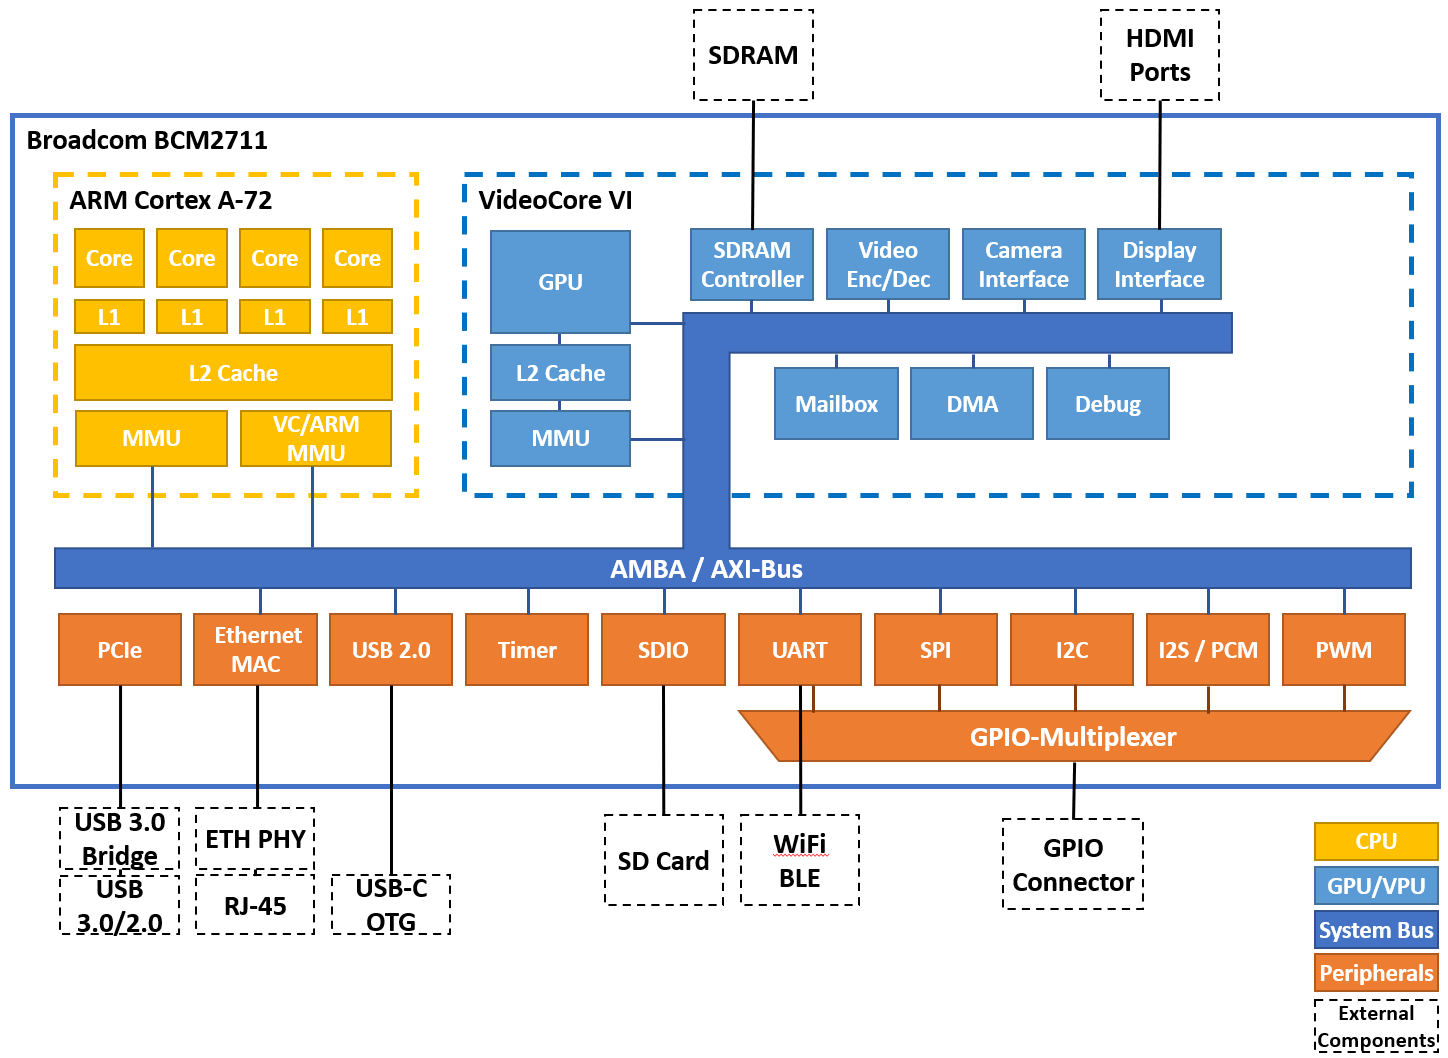 SDRAM
HDMI
Ports
Broadcom BCM2711
ARM Cortex A-72
Core
Core
Core
Core
L1
L1
L1
L1
L2 Cache
MMU
VC/ARM
MMU
VideoCore VI
GPU
L2 Cache
MMU
SDRAM
Controller
Video
Enc/Dec
Camera
Interface
Display
Interface
Mailbox
DMA
Debug
AMBA / AXI-Bus
PCIe
Ethernet
MAC
USB 2.0
Timer
SDIO
UART
SPI
I2C
I2S / PCM
PWM
GPIO-Multiplexer
USB 3.0
Bridge
USB
3.0/2.0
ETH PHY
RJ-45
USB-C
OTG
SD Card
WiFi
BLE
GPIO
Connector
CPU
GPU/VPU
System Bus
Peripherals
External
Components